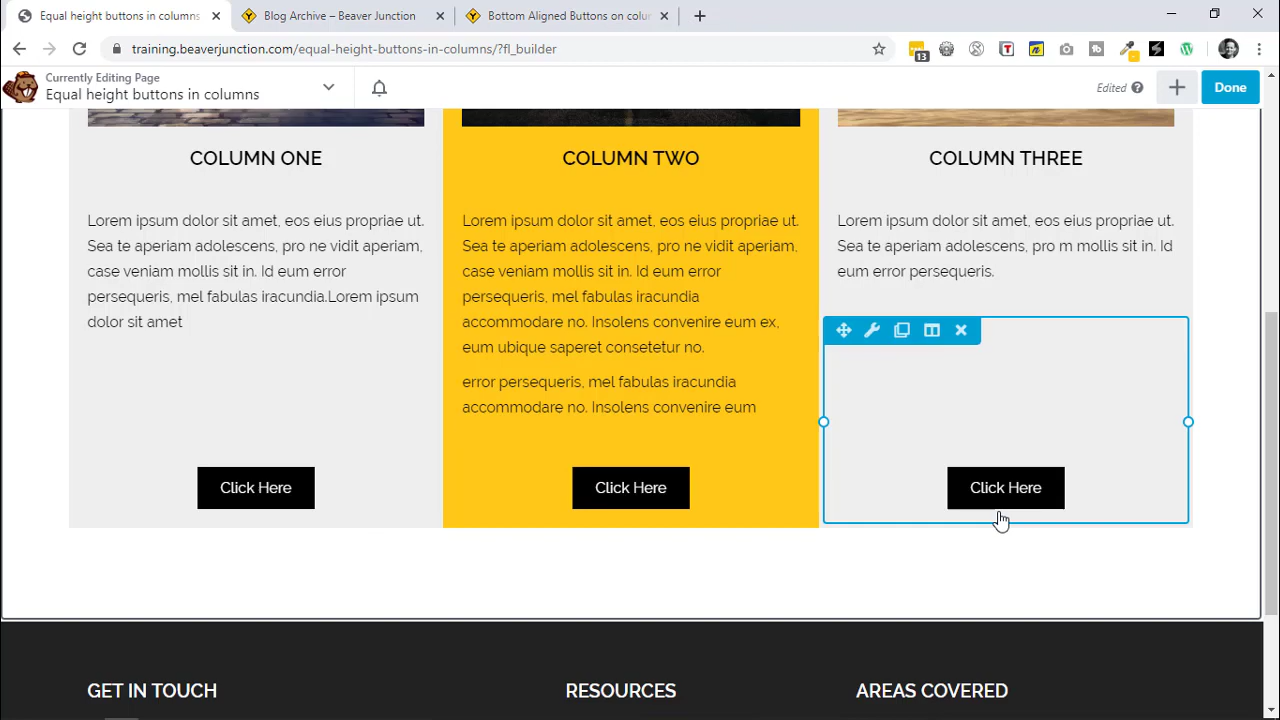 Equal height buttons in columns
Blog Archive – Beaver Junction
Bottom Aligned Buttons on colu
training.beaverjunction.com/equal-height-buttons-in-columns/?fl_builder
13
T
Currently Editing Page
Equal height buttons in columns
Edited
Done
COLUMN ONE
Lorem ipsum dolor sit amet, eos eius propriae ut.
Sea te aperiam adolescens, pro ne vidit aperiam,
case veniam mollis sit in. Id eum error
persequeris, mel fabulas iracundia.Lorem ipsum
dolor sit amet
Click Here
COLUMN TWO
Lorem ipsum dolor sit amet, eos eius propriae ut.
Sea te aperiam adolescens, pro ne vidit aperiam,
case veniam mollis sit in. Id eum error
persequeris, mel fabulas iracundia
accommodare no. Insolens convenire eum ex,
eum ubique saperet consetetur no.
error persequeris, mel fabulas iracundia
accommodare no. Insolens convenire eum
Click Here
COLUMN THREE
Lorem ipsum dolor sit amet, eos eius propriae ut.
Sea te aperiam adolescens, pro m mollis sit in. Id
eum error persequeris.
Click Here
GET IN TOUCH
RESOURCES
AREAS COVERED